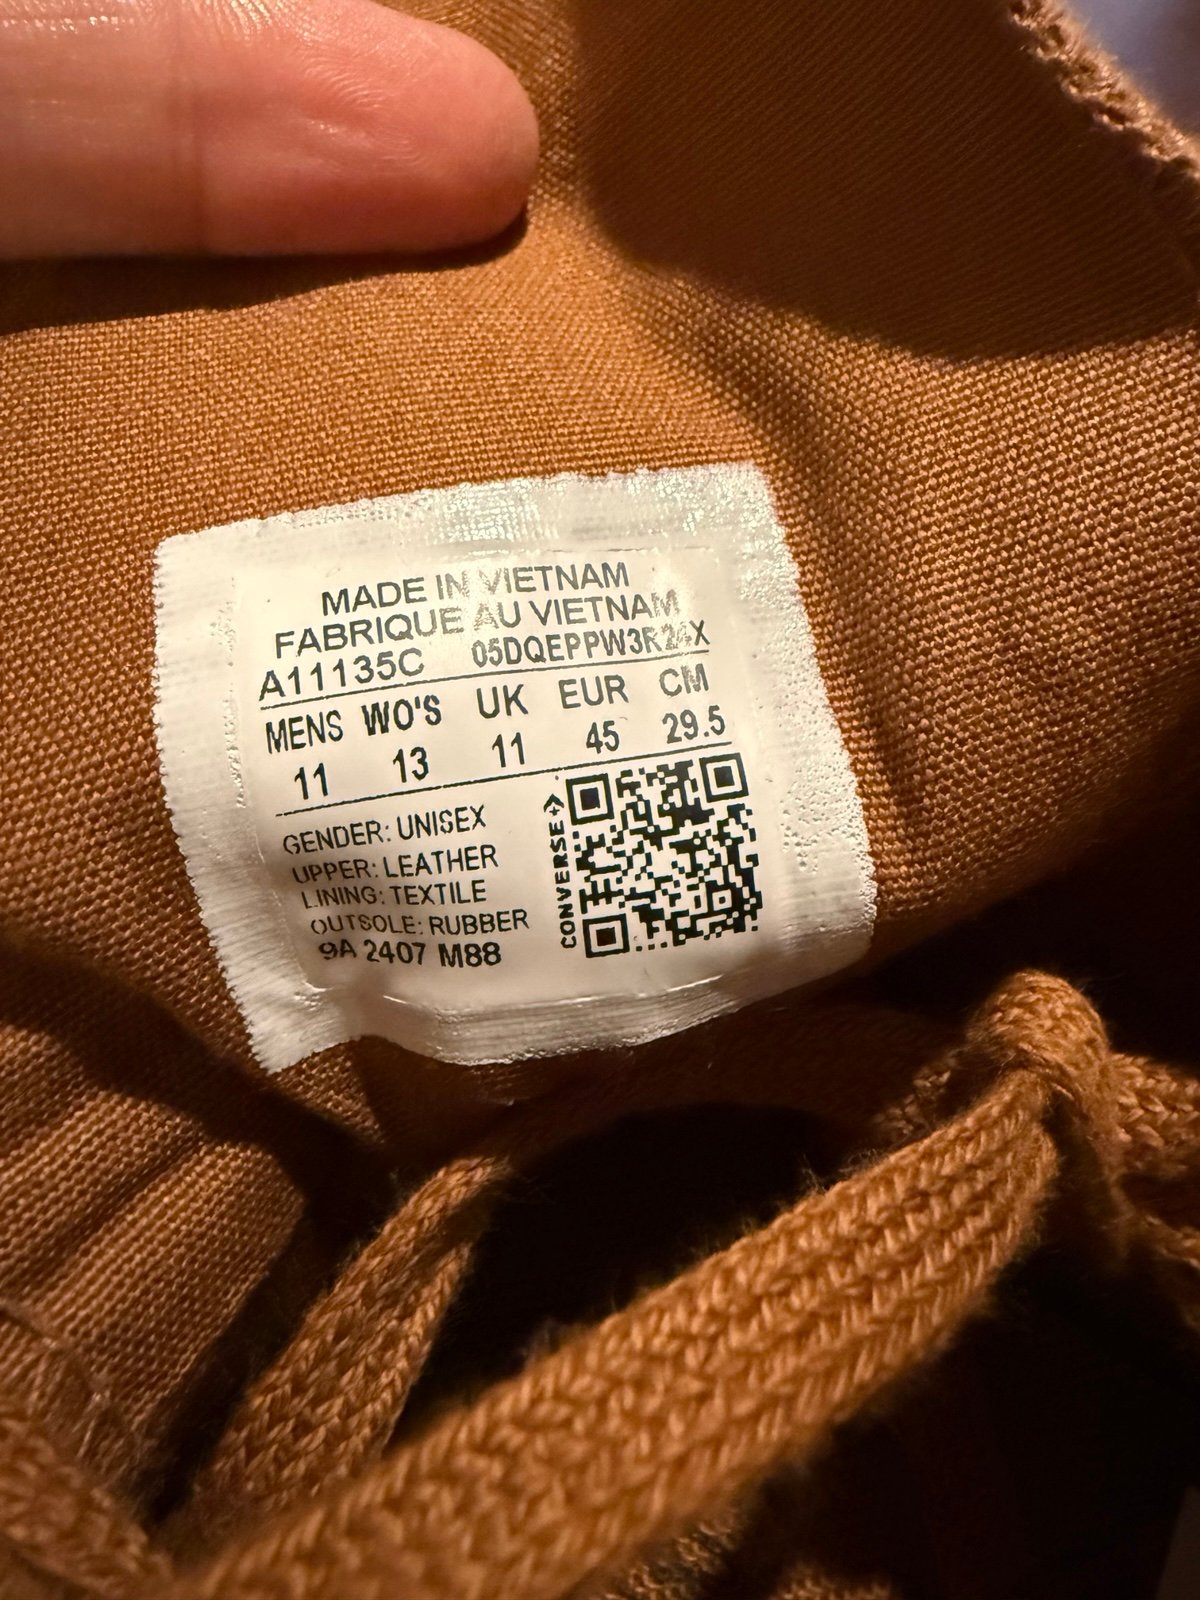 MADE IN VIETNAM
FABRIQUE AU VIETNAM
A11135C 05DQEPPW3R24X
MENS WO'S UK EUR CM
11 13 11 45 29.5
GENDER: UNISEX
UPPER: LEATHER
LINING: TEXTILE
OUTSOLE: RUBBER
9A 2407 M88
CONVERSE